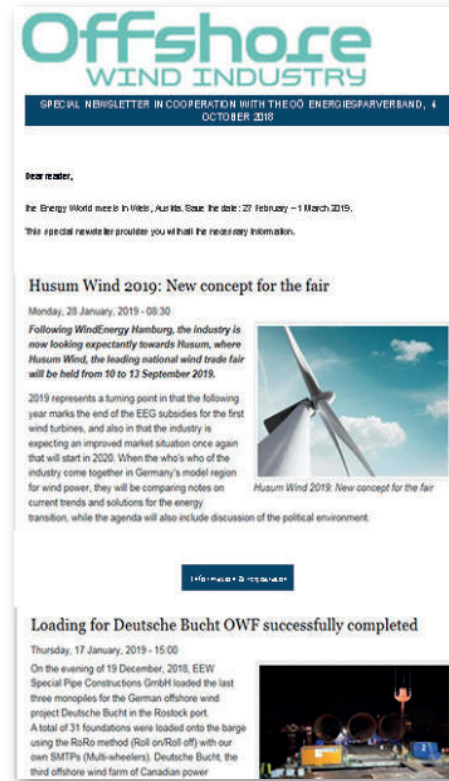 Offshore
WIND INDUSTRY
SPECIAL NEWSLETTER IN COOPERATION WITH THE OÖ ENERGIESPARVERBAND, 4
OCTOBER 2018
Dear reader,
the Energy World meets in Wels, Austria. Save the date: 27 February – 1 March 2019.
This special newsletter provides you with all the necessary information.
Husum Wind 2019: New concept for the fair
Monday, 28 January, 2019 - 08:30
Following WindEnergy Hamburg, the industry is
now looking expectantly towards Husum, where
Husum Wind, the leading national wind trade fair
will be held from 10 to 13 September 2019.
2019 represents a turning point in that the following
year marks the end of the EEG subsidies for the first
wind turbines, and also in that the industry is
expecting an improved market situation once again
that will start in 2020. When the who's who of the
industry come together in Germany's model region
for wind power, they will be comparing notes on
current trends and solutions for the energy
transition, while the agenda will also include discussion of the political environment.
Husum Wind 2019: New concept for the fair
Information & registration
Loading for Deutsche Bucht OWF successfully completed
Thursday, 17 January, 2019 - 15:00
On the evening of 19 December, 2018, EEW
Special Pipe Constructions GmbH loaded the last
three monopiles for the German offshore wind
project Deutsche Bucht in the Rostock port.
A total of 31 foundations were loaded onto the barge
using the RoRo method (Roll on/Roll off) with our
own SMTPs (Multi-wheelers). Deutsche Bucht, the
third offshore wind farm of Canadian power